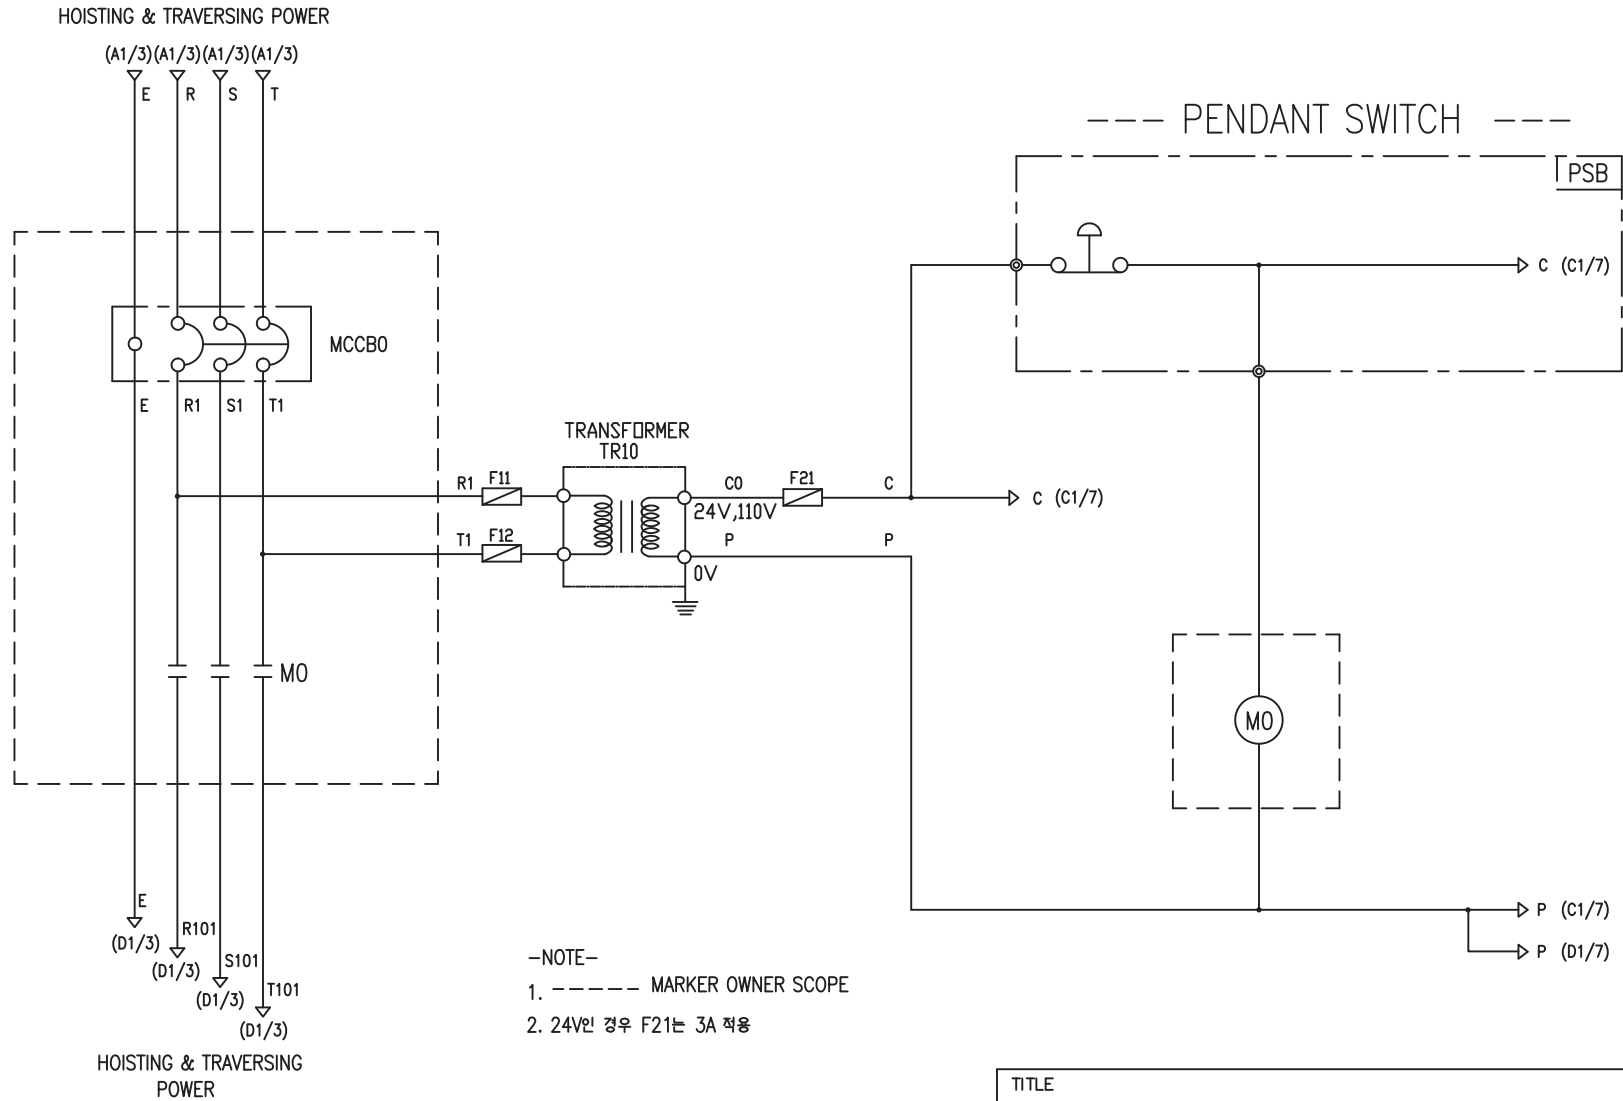 HOISTING & TRAVERSING POWER
(A1/3) (A1/3) (A1/3) (A1/3)
E R S T
--- PENDANT SWITCH ---
PSB
C (C1/7)
MCCB0
E R1 S1 T1
TRANSFORMER
TR10
R1 F11
C0 F21 C
C (C1/7)
24V,110V
T1 F12
P P
0V
M0
M0
E
(D1/3)
R101
(D1/3)
S101
(D1/3)
T101
(D1/3)
P (C1/7)
P (D1/7)
-NOTE-
1. ------ MARKER OWNER SCOPE
2. 24V인 경우 F21는 3A 적용
HOISTING & TRAVERSING
POWER
TITLE